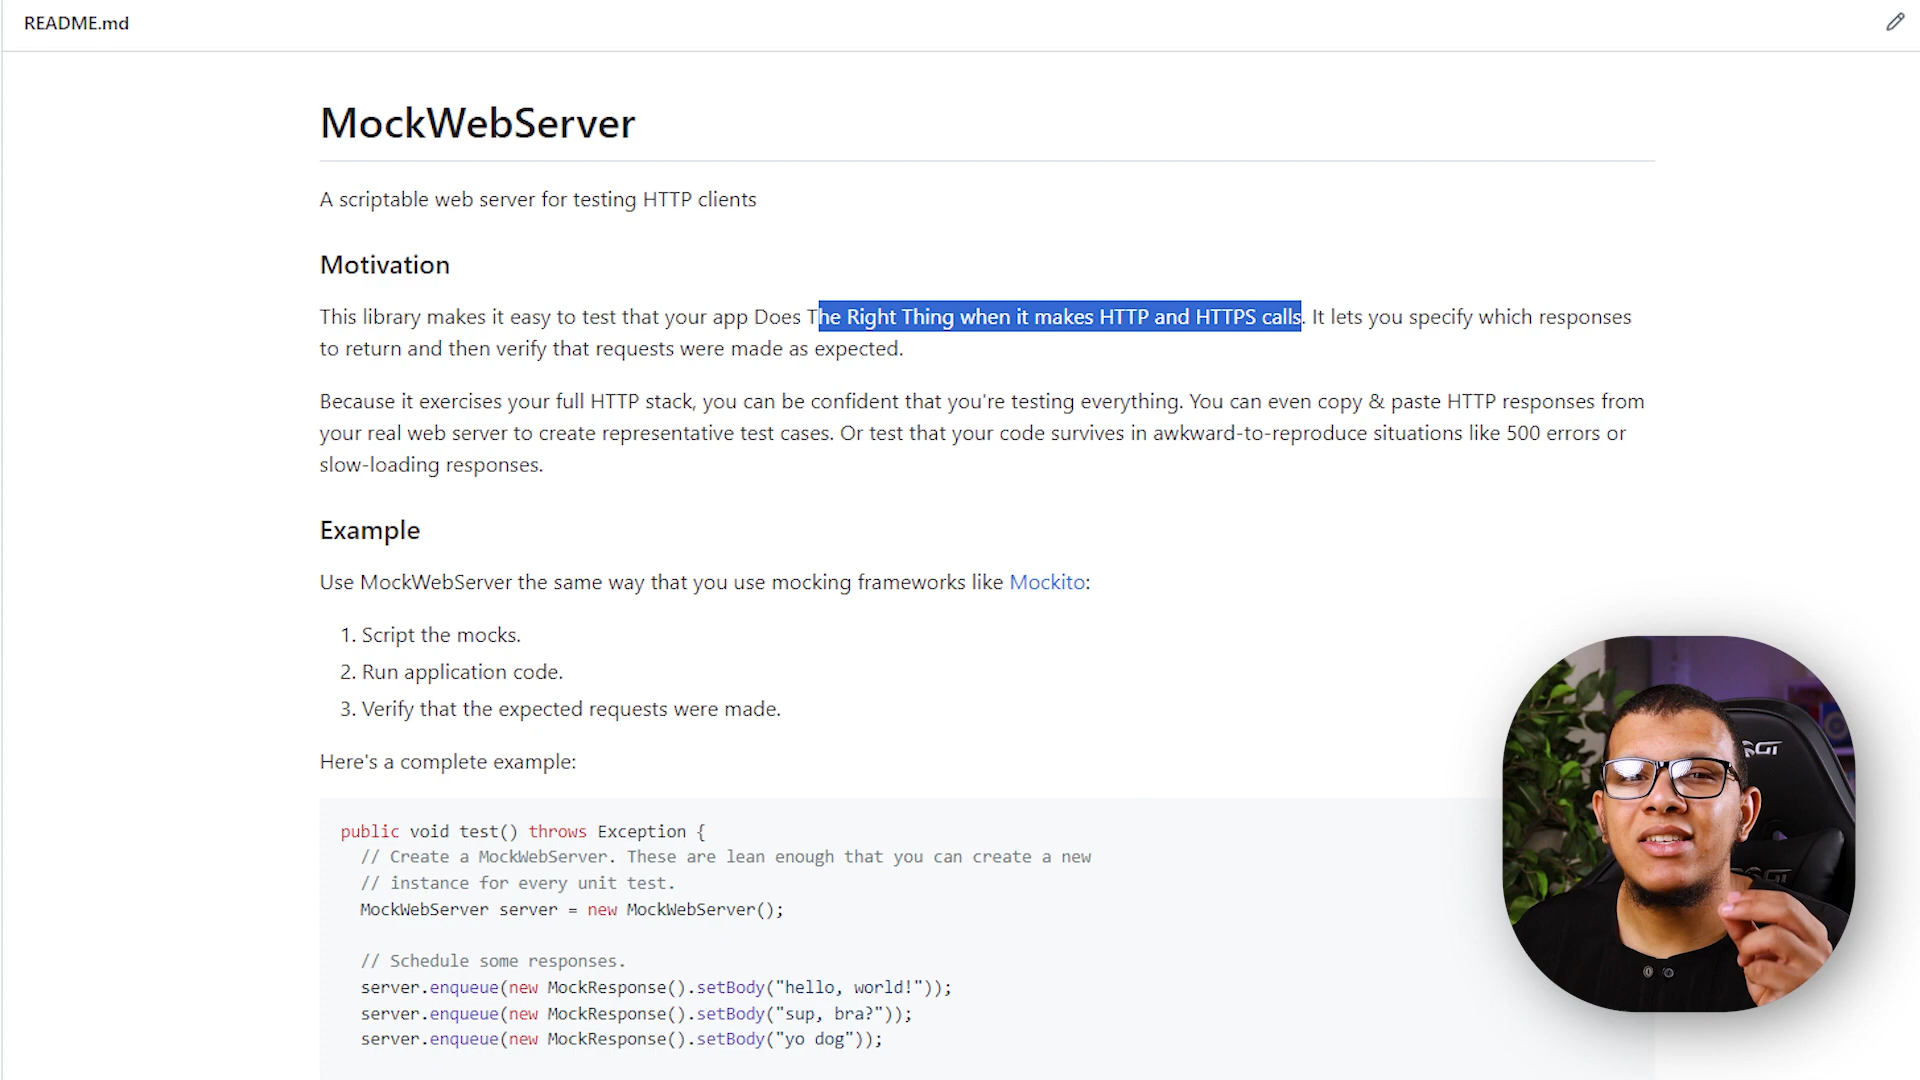 README.md
MockWebServer
A scriptable web server for testing HTTP clients
Motivation
This library makes it easy to test that your app Does The Right Thing when it makes HTTP and HTTPS calls. It lets you specify which responses
to return and then verify that requests were made as expected.
Because it exercises your full HTTP stack, you can be confident that you're testing everything. You can even copy & paste HTTP responses from
your real web server to create representative test cases. Or test that your code survives in awkward-to-reproduce situations like 500 errors or
slow-loading responses.
Example
Use MockWebServer the same way that you use mocking frameworks like Mockito:
1. Script the mocks.
2. Run application code.
3. Verify that the expected requests were made.
Here's a complete example:
public void test() throws Exception {
// Create a MockWebServer. These are lean enough that you can create a new
// instance for every unit test.
MockWebServer server = new MockWebServer();
// Schedule some responses.
server.enqueue(new MockResponse().setBody("hello, world!"));
server.enqueue(new MockResponse().setBody("sup, bra?"));
server.enqueue(new MockResponse().setBody("yo dog"));